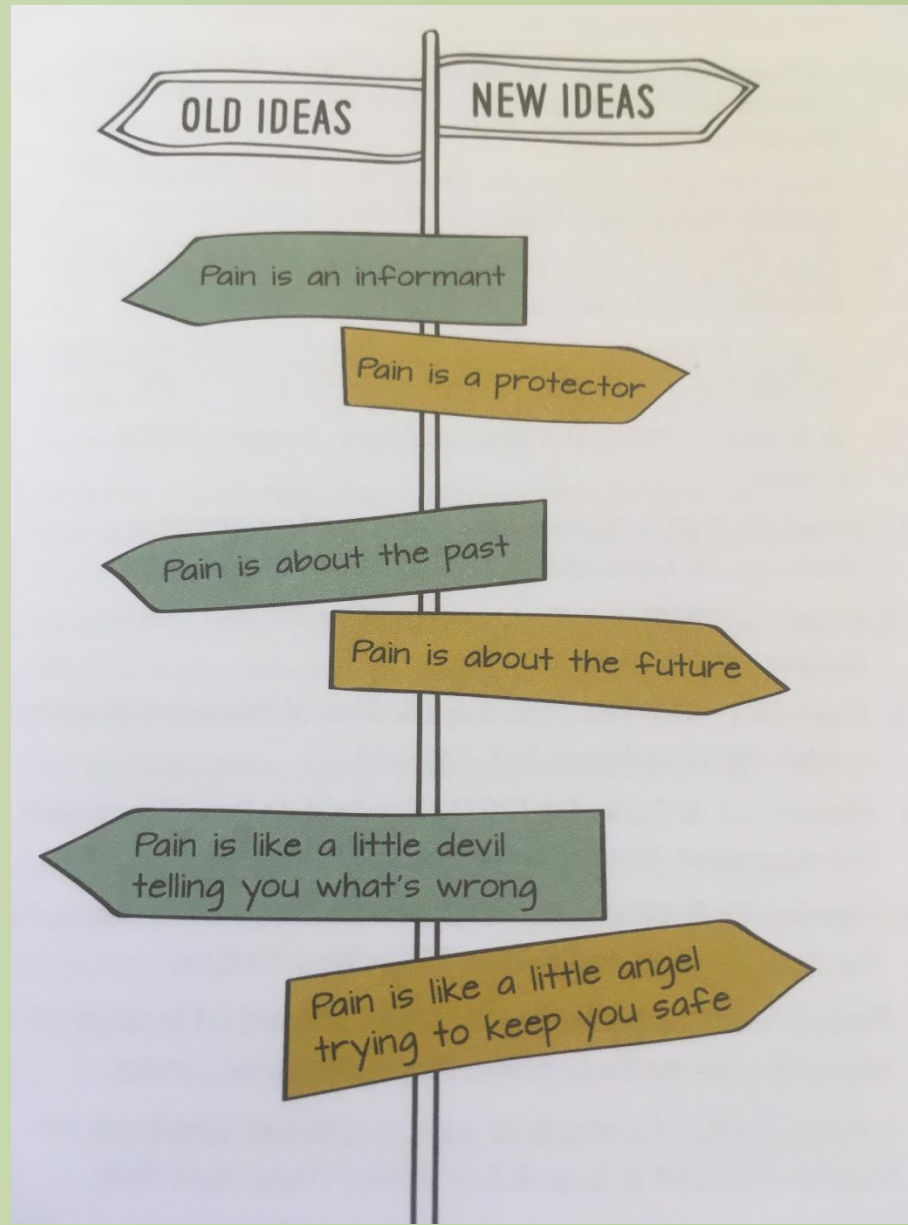 OLD IDEAS
NEW IDEAS
Pain is an informant
Pain is a protector
Pain is about the past
Pain is about the future
Pain is like a little devil
telling you what's wrong
Pain is like a little angel
trying to keep you safe